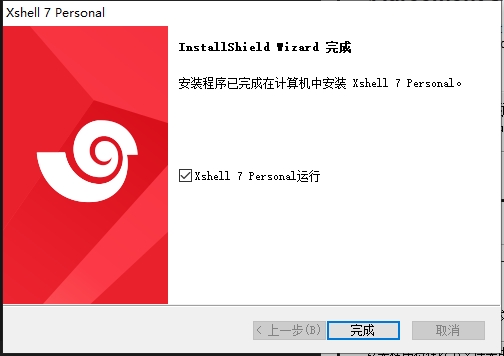 Xshell 7 Personal
InstallShield Wizard 完成
安装程序已完成在计算机中安装 Xshell 7 Personal。
Xshell 7 Personal运行
< 上一步(B)
完成
取消